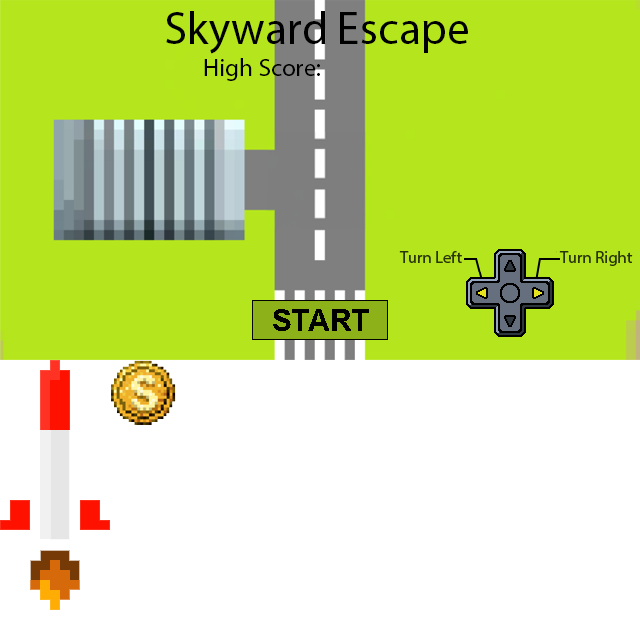 Skyward Escape
High Score:
Turn Left
Turn Right
START
S